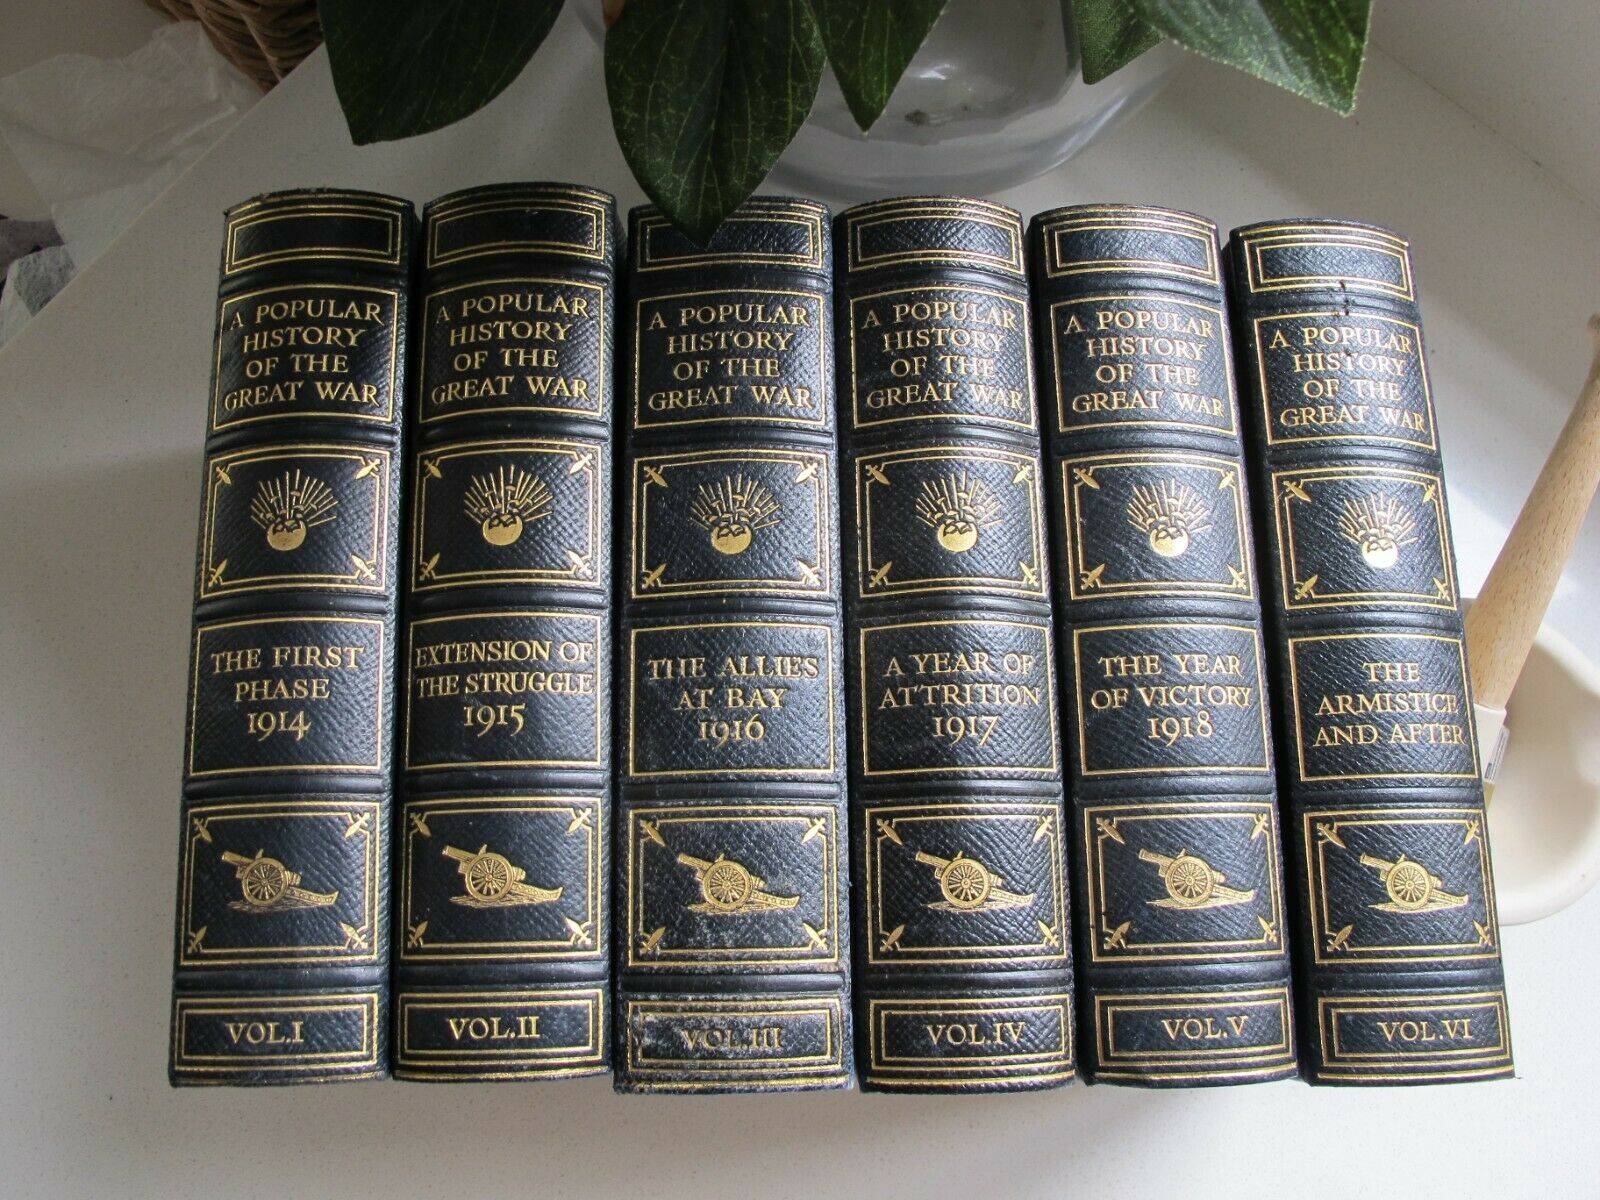 A POPULAR
HISTORY
OF THE
GREAT WAR
THE FIRST
PHASE
1914
VOL.I
A POPULAR
HISTORY
OF THE
GREAT WAR
EXTENSION OF
THE STRUGGLE
1915
VOL.II
A POPULAR
HISTORY
OF THE
GREAT WAR
THE ALLIES
AT BAY
1916
VOL.III
A POPULAR
HISTORY
OF THE
GREAT WAR
A YEAR OF
ATTRITION
1917
VOL.IV
A POPULAR
HISTORY
OF THE
GREAT WAR
THE YEAR
OF VICTORY
1918
VOL.V
A POPULAR
HISTORY
OF THE
GREAT WAR
THE
ARMISTICE
AND AFTER
VOL.VI